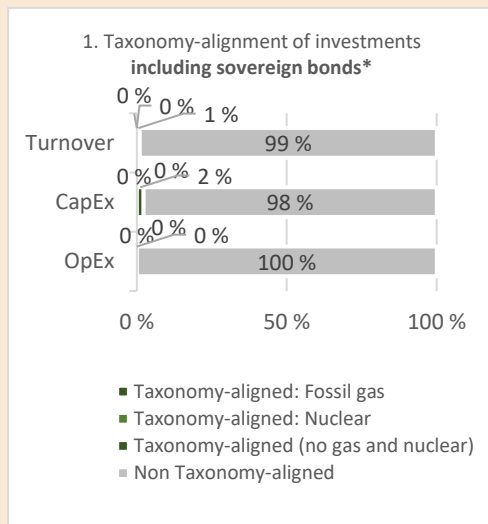 1. Taxonomy-alignment of investments
including sovereign bonds*
0 %
0 %
1 %
Turnover
99 %
0 %
0 %
2 %
CapEx
98 %
0 %
0 %
0 %
OpEx
100 %
0 %
50 %
100 %
Taxonomy-aligned: Fossil gas
Taxonomy-aligned: Nuclear
Taxonomy-aligned (no gas and nuclear)
Non Taxonomy-aligned